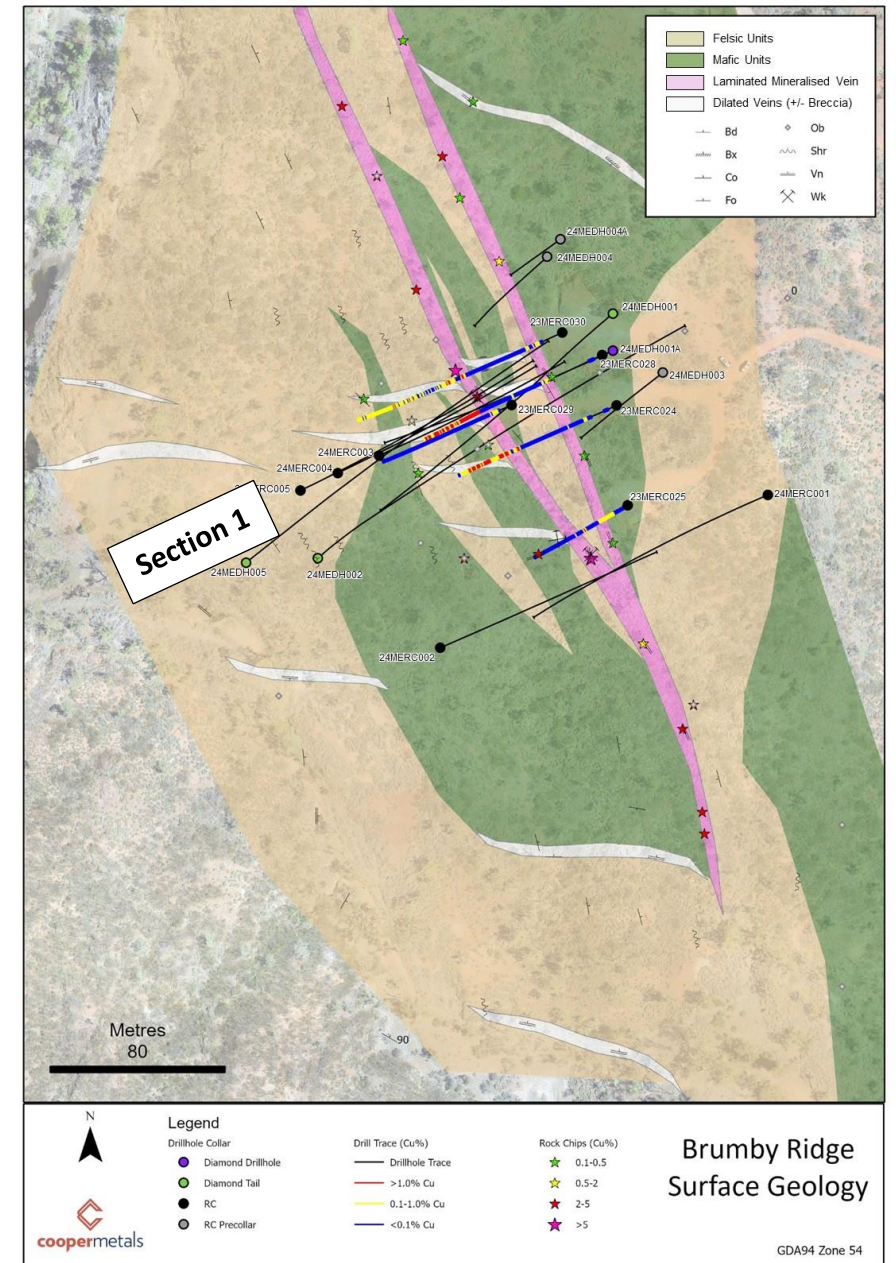 Felsic Units
Mafic Units
Laminated Mineralised Vein
Dilated Veins (+/- Breccia)
Bd
Ob
Bx
Shr
Co
Vn
Fo
Wk
24MEDH004A
24MEDH004
0
24MEDH001
23MERC030
24MEDH001A
23MERC028
24MEDH003
23MERC029
23MERC024
24MERC003
24MERC004
24MERC001
23MERC025
Section 1
24MEDH005
24MEDH002
24MERC002
Metres
80
90
N
Legend
Drillhole Collar
Diamond Drillhole
Diamond Tail
RC
RC Precollar
Drill Trace (Cu%)
Drillhole Trace
>1.0% Cu
0.1-1.0% Cu
<0.1% Cu
Rock Chips (Cu%)
0.1-0.5
0.5-2
2-5
>5
Brumby Ridge
Surface Geology
GDA94 Zone 54
coopermetals